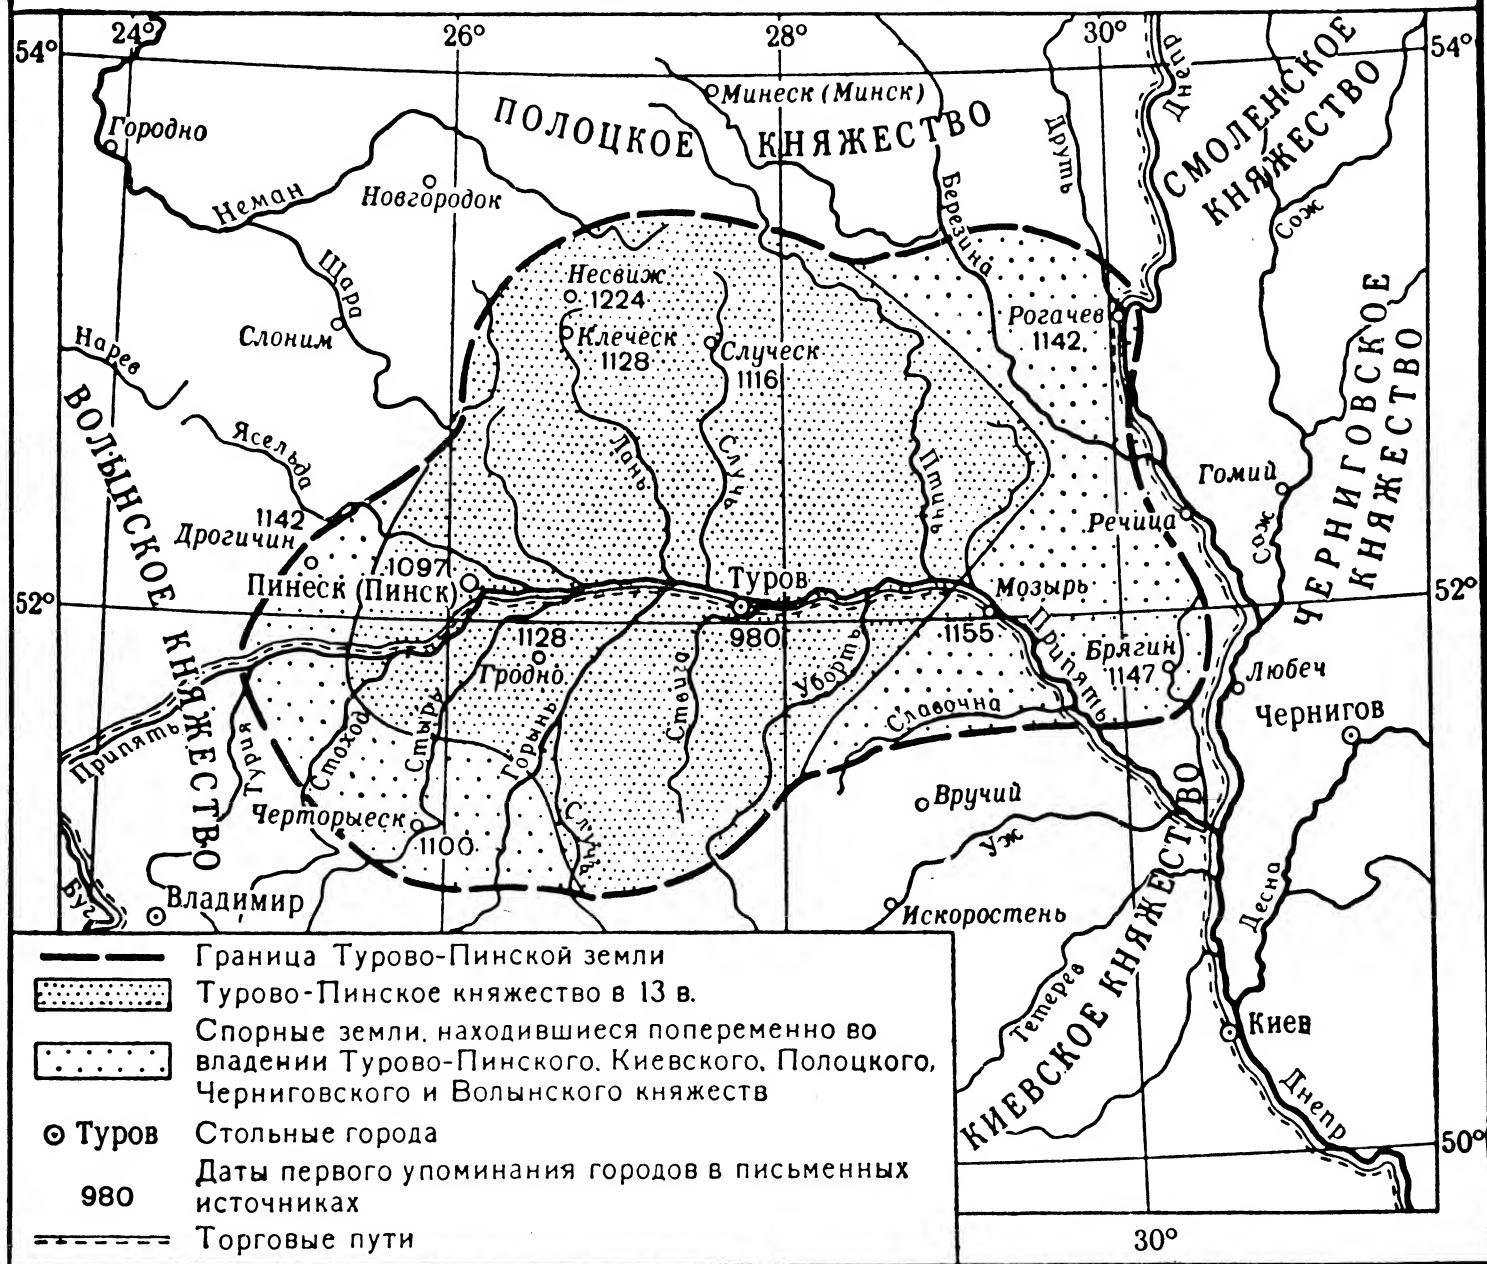 24°
26°
28°
30°
54°
54°
Днепр
СМОЛЕНСКОЕ
КНЯЖЕСТВО
Минеск (Минск)
ПОЛОЦКОЕ КНЯЖЕСТВО
Городно
Друть
Неман
Новгородок
Березина
Сож
Щара
Несвиж
1224
Клеческ
1128
Случеск
1116
Рогачев
1142
Слоним
Нарев
ЧЕРНИГОВСКОЕ
КНЯЖЕСТВО
ВОЛЫНСКОЕ
КНЯЖЕСТВО
Ясельда
Лань
Случь
Птичь
Гомий
Речица
Сож
1142
Дрогичин
1097
Пинеск (Пинск)
Туров
980
Мозырь
1155
52°
52°
1128
Гродно
Припять
Брягин
1147
Любеч
Чернигов
Уборть
Ствига
Славочна
Горынь
Стырь
Стоход
Турия
Припять
Черторыеск
1100
Случь
Вручий
Уж
Искоростень
Десна
Буг
Владимир
КИЕВСКОЕ КНЯЖЕСТВО
Тетерев
Киев
Днепр
50°
30°
Граница Турово-Пинской земли
Турово-Пинское княжество в 13 в.
Спорные земли, находившиеся попеременно во
владении Турово-Пинского, Киевского, Полоцкого,
Черниговского и Волынского княжеств
Туров Стольные города
980 Даты первого упоминания городов в письменных
источниках
Торговые пути